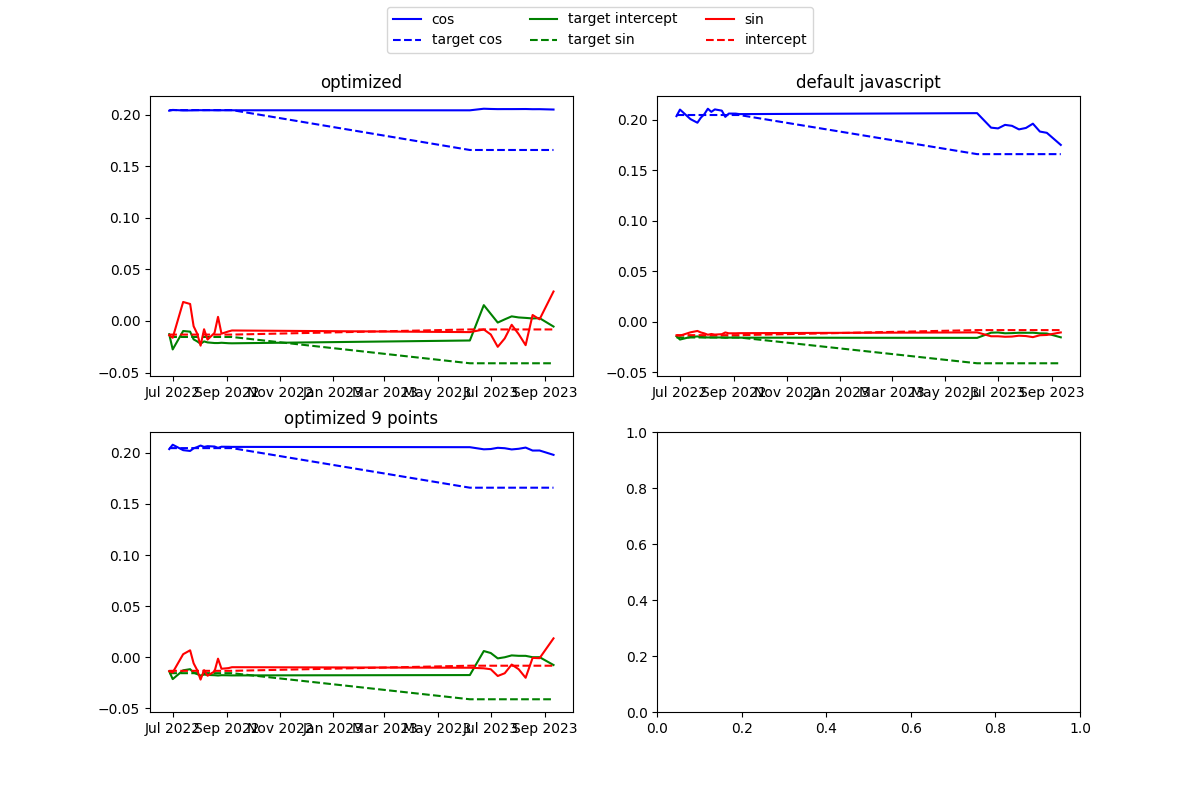 cos target intercept sin
target cos target sin intercept
optimized
default javascript
0.20
0.15
0.10
0.05
0.00
−0.05
Jul 2022 Sep 2022 Nov 2022 Jan 2023 Mar 2023 May 2023 Jul 2023 Sep 2023
0.20
0.15
0.10
0.05
0.00
−0.05
Jul 2022 Sep 2022 Nov 2022 Jan 2023 Mar 2023 May 2023 Jul 2023 Sep 2023
optimized 9 points
0.20
0.15
0.10
0.05
0.00
−0.05
Jul 2022 Sep 2022 Nov 2022 Jan 2023 Mar 2023 May 2023 Jul 2023 Sep 2023
1.0
0.8
0.6
0.4
0.2
0.0
0.0 0.2 0.4 0.6 0.8 1.0